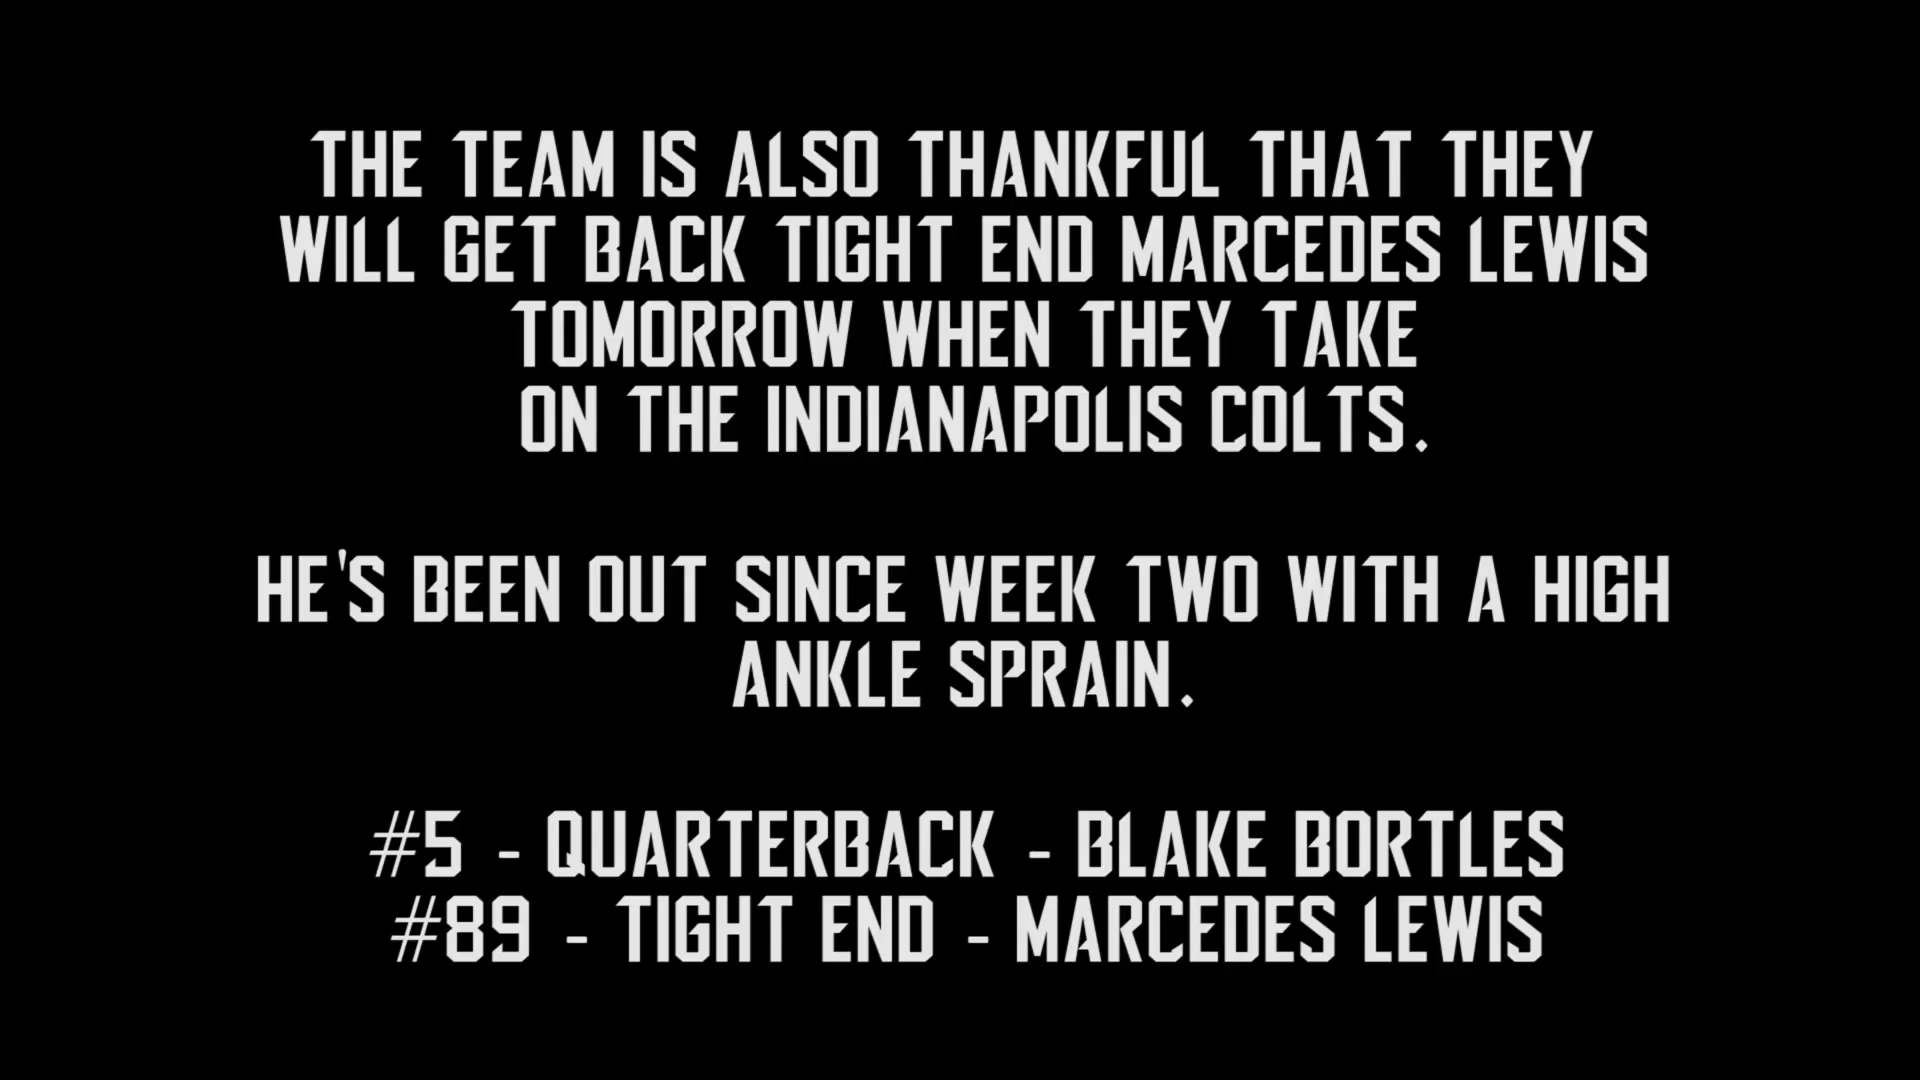 THE TEAM IS ALSO THANKFUL THAT THEY
WILL GET BACK TIGHT END MARCEDES LEWIS
TOMORROW WHEN THEY TAKE
ON THE INDIANAPOLIS COLTS.
HE'S BEEN OUT SINCE WEEK TWO WITH A HIGH
ANKLE SPRAIN.
#5 - QUARTERBACK - BLAKE BORTLES
#89 - TIGHT END - MARCEDES LEWIS